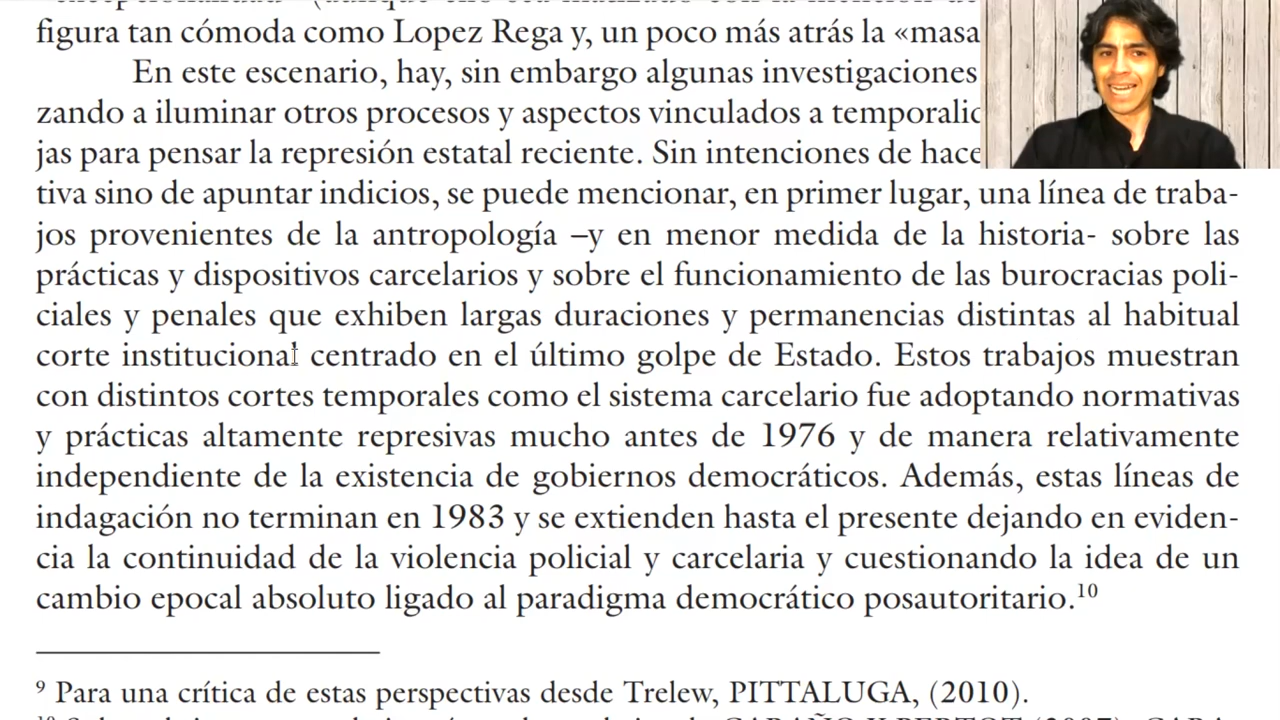 figura tan cómoda como Lopez Rega y, un poco más atrás la «masa
En este escenario, hay, sin embargo algunas investigaciones
zando a iluminar otros procesos y aspectos vinculados a
jas para pensar la represión estatal reciente. Sin intenciones de
tiva sino de apuntar indicios, se puede mencionar, en primer lugar, una línea de traba-
jos provenientes de la antropología –y en menor medida de la historia- sobre las
prácticas y dispositivos carcelarios y sobre el funcionamiento de las burocracias poli-
ciales y penales que exhiben largas duraciones y permanencias distintas al habitual
corte institucional centrado en el último golpe de Estado. Estos trabajos muestran
con distintos cortes temporales como el sistema carcelario fue adoptando normativas
y prácticas altamente represivas mucho antes de 1976 y de manera relativamente
independiente de la existencia de gobiernos democráticos. Además, estas líneas de
indagación no terminan en 1983 y se extienden hasta el presente dejando en eviden-
cia la continuidad de la violencia policial y carcelaria y cuestionando la idea de un
cambio epocal absoluto ligado al paradigma democrático posautoritario.¹⁰
⁹ Para una crítica de estas perspectivas desde Trelew, PITTALUGA, (2010).